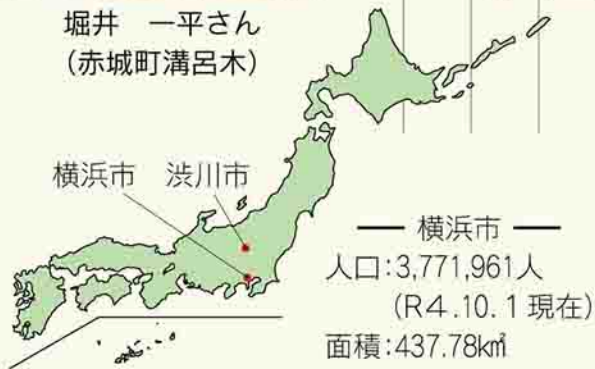 堀井　一平さん
（赤城町溝呂木）
横浜市　渋川市
横浜市
人口：3,771,961人
（R４.10.１現在）
面積：437.78㎢